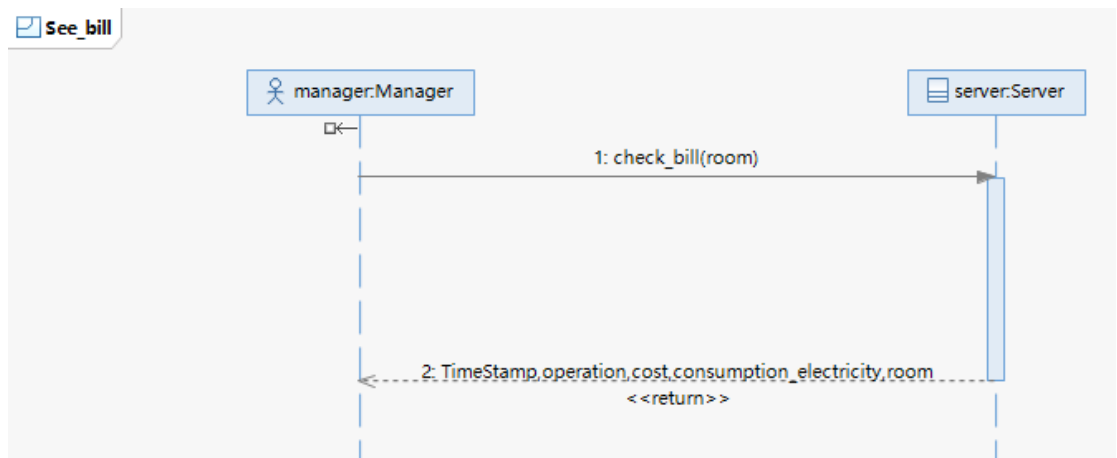 See_bill
manager:Manager
server:Server
1: check_bill(room)
2: TimeStamp,operation,cost,consumption_electricity,room
<<return>>